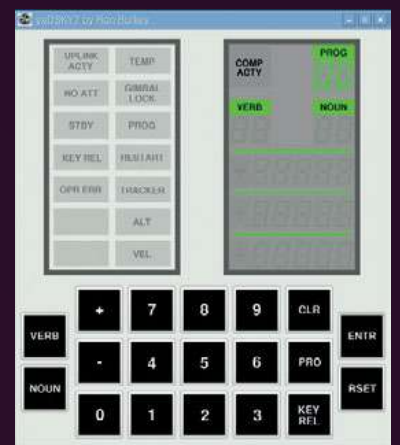 yaDSKY2 by Ron Burkey
UPLINK
ACTY
TEMP
NO ATT
GIMBAL
LOCK
STBY
PROG
KEY REL
RESTART
OPR ERR
TRACKER
ALT
VEL
COMP
ACTY
PROG
VERB
NOUN
+
7
8
9
CLR
VERB
ENTR
-
4
5
6
PRO
NOUN
RSET
0
1
2
3
KEY
REL